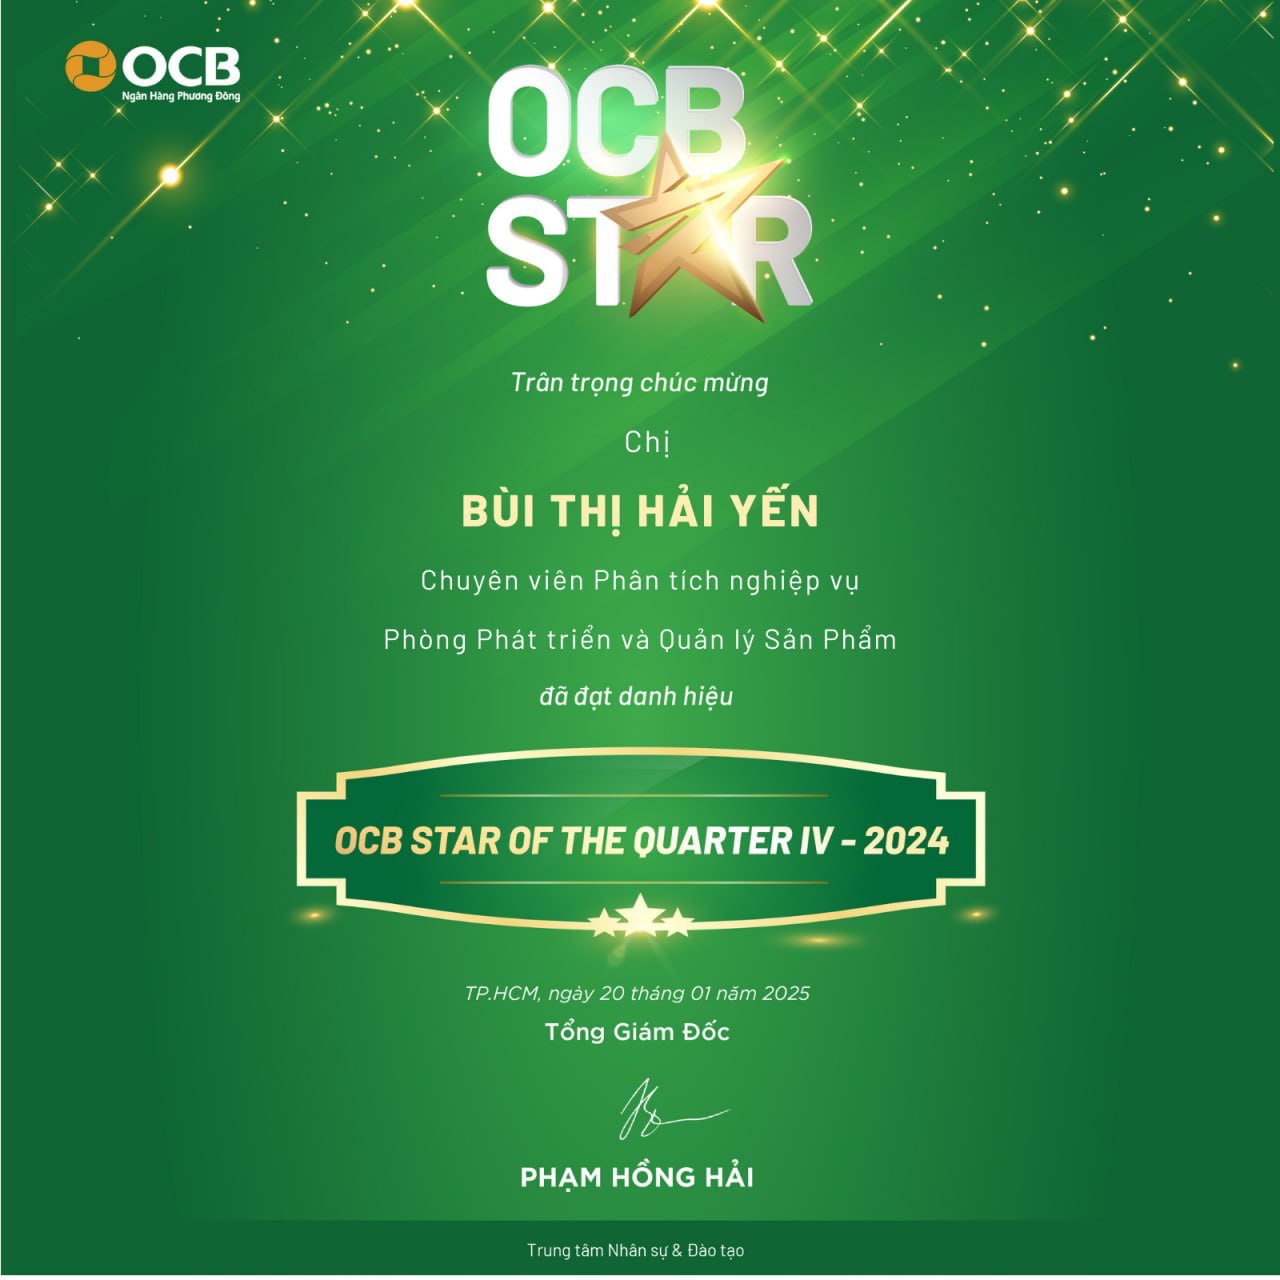 OCB
Ngân Hàng Phương Đông
OCB
STAR
Trân trọng chúc mừng
Chị
BÙI THỊ HẢI YẾN
Chuyên viên Phân tích nghiệp vụ
Phòng Phát triển và Quản lý Sản Phẩm
đã đạt danh hiệu
OCB STAR OF THE QUARTER IV - 2024
TP.HCM, ngày 20 tháng 01 năm 2025
Tổng Giám Đốc
PHẠM HỒNG HẢI
Trung tâm Nhân sự & Đào tạo